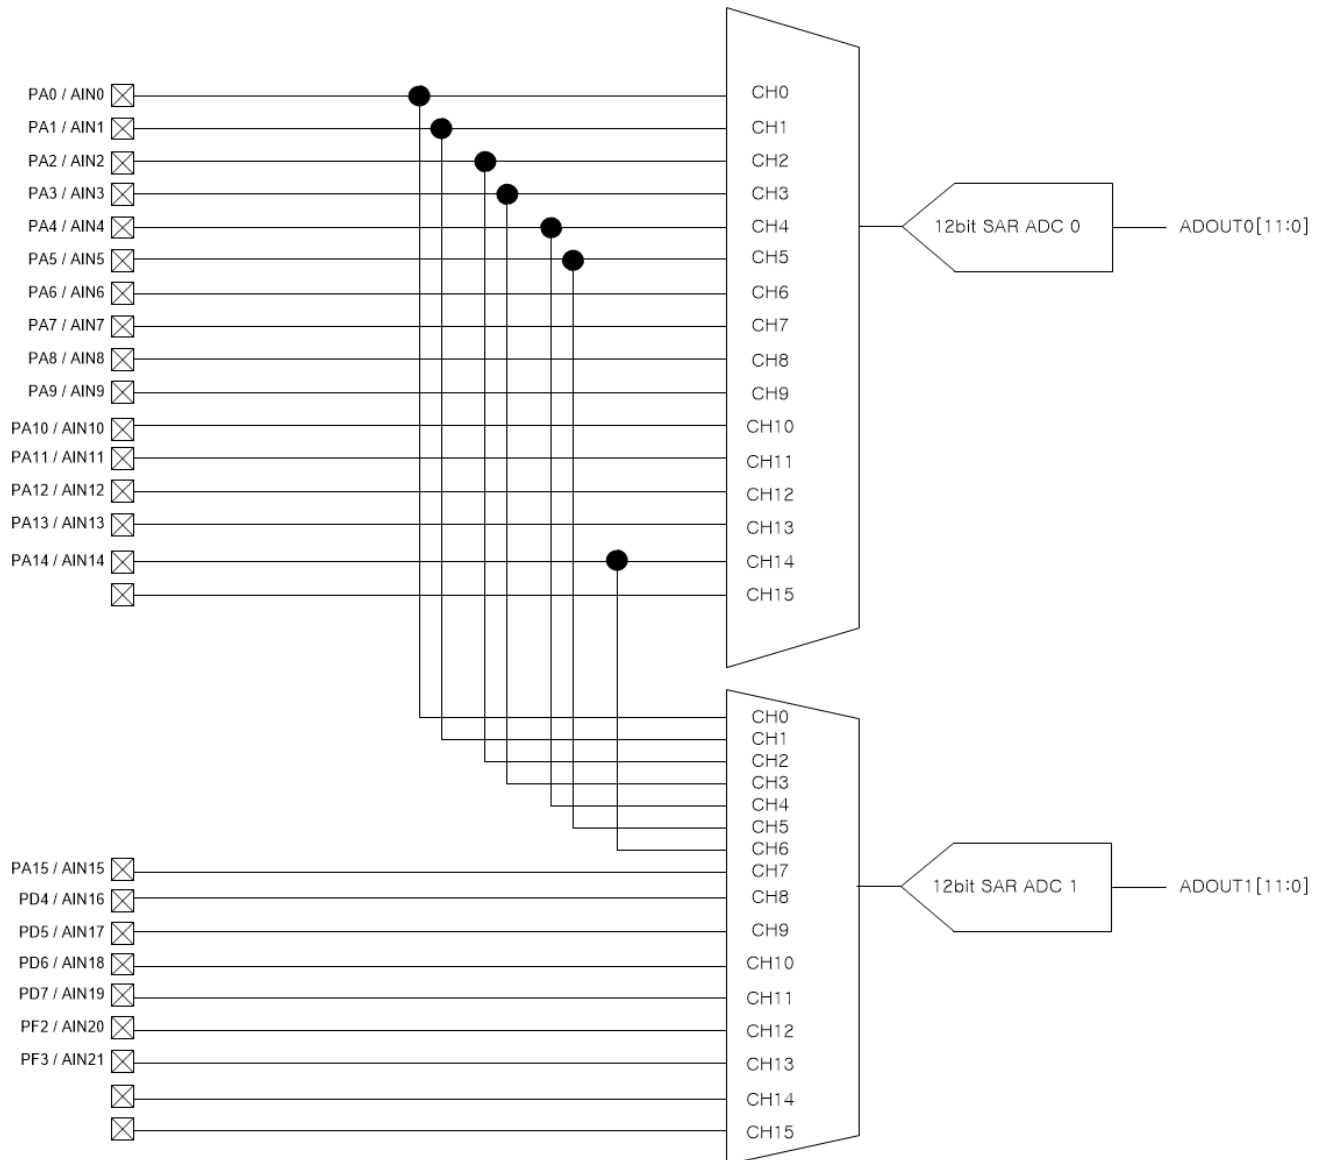 PA0 / AIN0
CH0
PA1 / AIN1
CH1
PA2 / AIN2
CH2
PA3 / AIN3
CH3
PA4 / AIN4
CH4
12bit SAR ADC 0
ADOUT0[11:0]
PA5 / AIN5
CH5
PA6 / AIN6
CH6
PA7 / AIN7
CH7
PA8 / AIN8
CH8
PA9 / AIN9
CH9
PA10 / AIN10
CH10
PA11 / AIN11
CH11
PA12 / AIN12
CH12
PA13 / AIN13
CH13
PA14 / AIN14
CH14
CH15
CH0
CH1
CH2
CH3
CH4
CH5
CH6
PA15 / AIN15
CH7
12bit SAR ADC 1
ADOUT1[11:0]
PD4 / AIN16
CH8
PD5 / AIN17
CH9
PD6 / AIN18
CH10
PD7 / AIN19
CH11
PF2 / AIN20
CH12
PF3 / AIN21
CH13
CH14
CH15